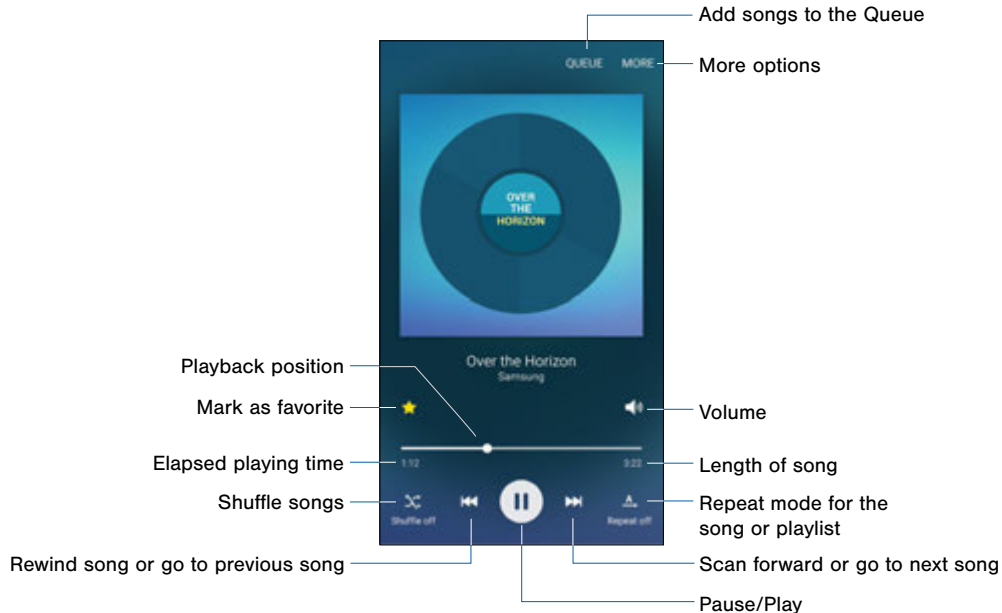 Add songs to the Queue
QUEUE MORE
More options
OVER
THE
HORIZON
Over the Horizon
Samsung
Playback position
Mark as favorite
Volume
Elapsed playing time
1:12
3:22
Length of song
Shuffle songs
Shuffle off
A
Repeat off
Repeat mode for the
song or playlist
Rewind song or go to previous song
Scan forward or go to next song
Pause/Play